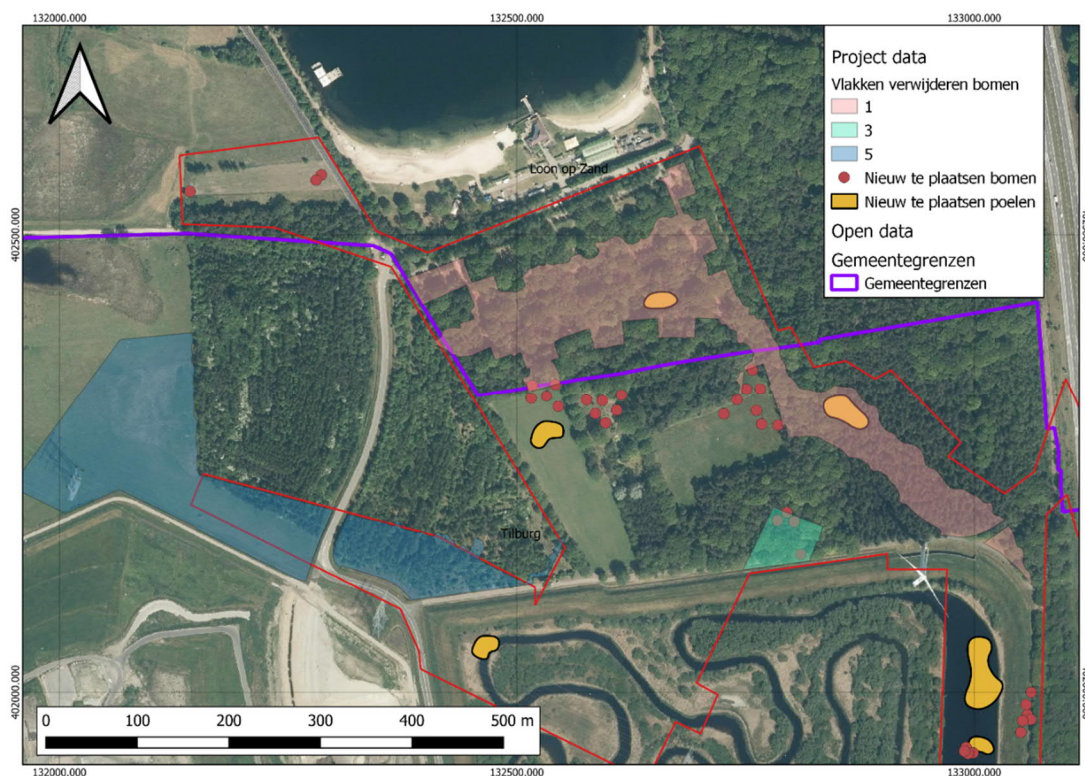 132000.000
132500.000
133000.000
Project data
Vlakken verwijderen bomen
1
3
5
Nieuw te plaatsen bomen
Nieuw te plaatsen poelen
Open data
Gemeentegrenzen
Gemeentegrenzen
Loon op Zand
402500.000
Tilburg
402000.000
0
100
200
300
400
500 m
132000.000
132500.000
133000.000